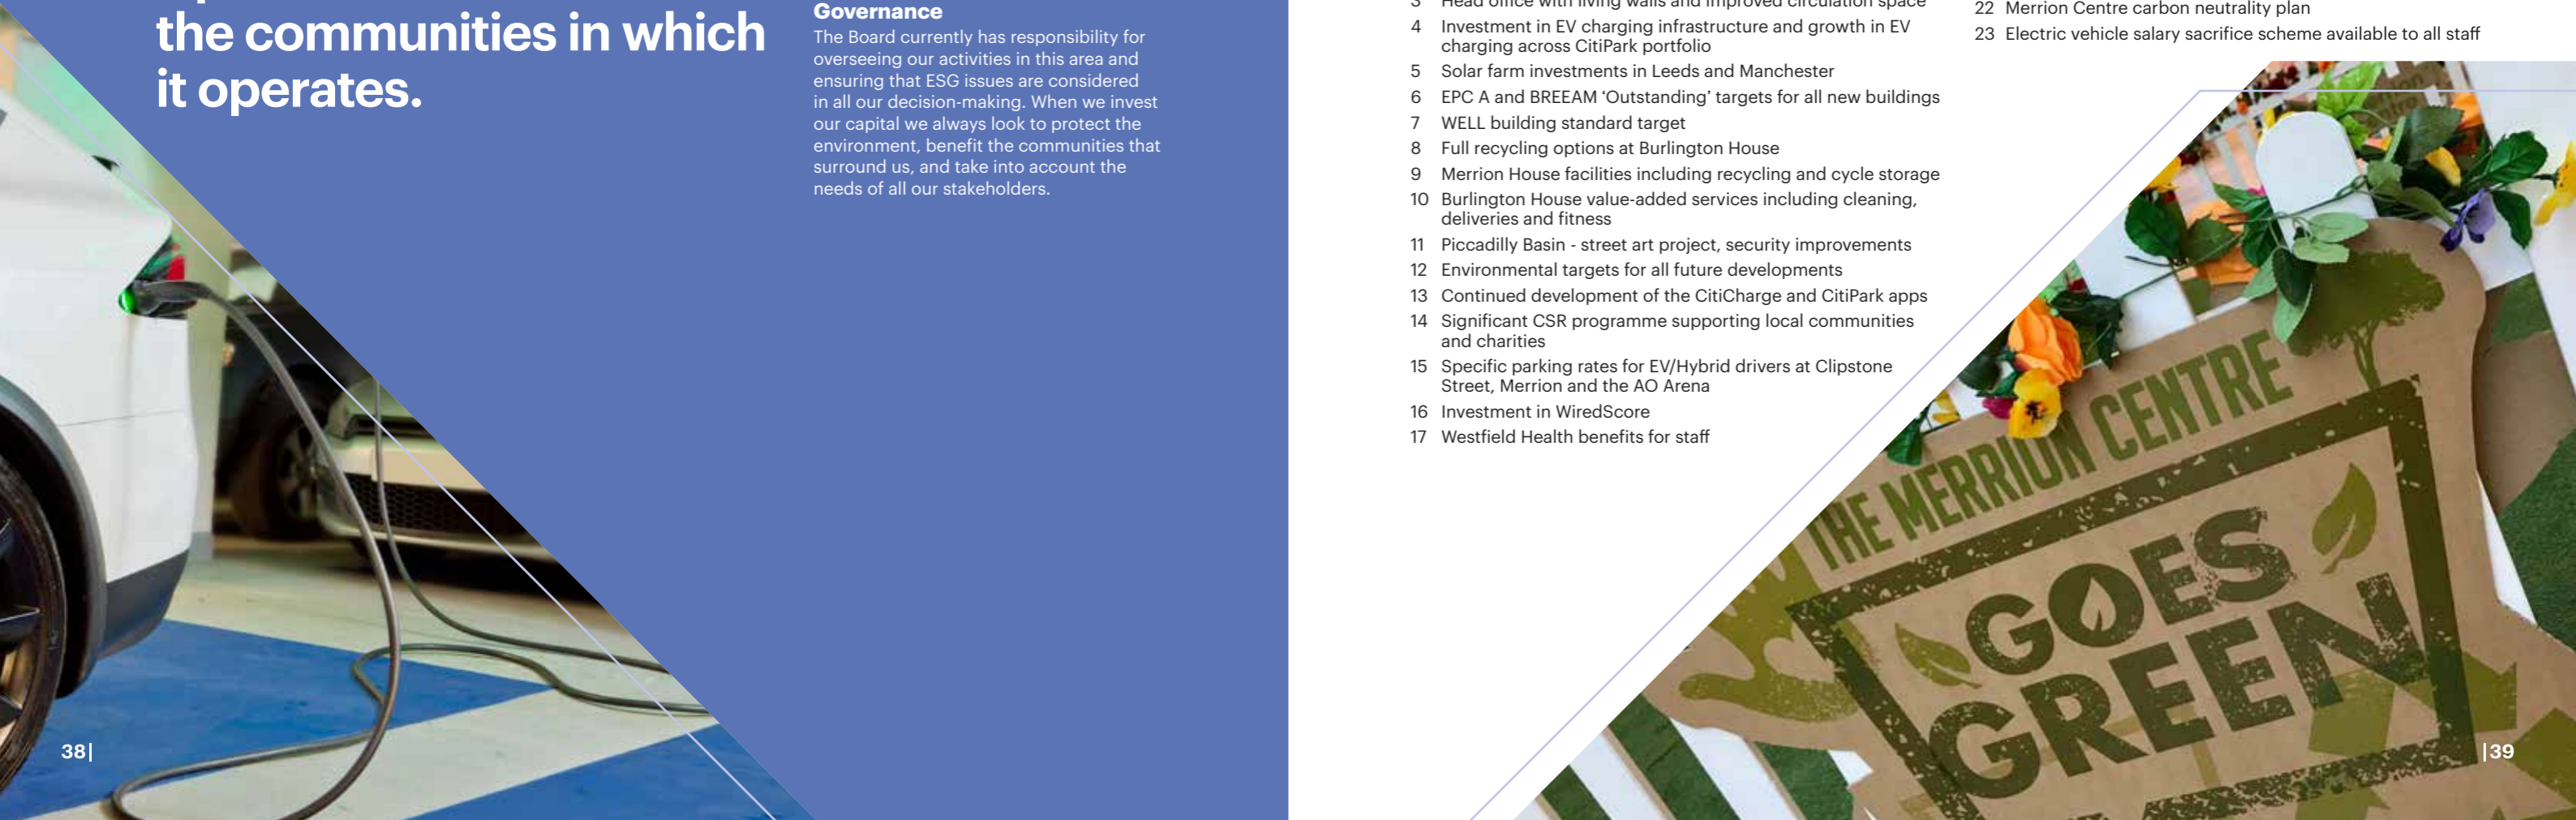 the communities in which
it operates.
Governance
The Board currently has responsibility for
overseeing our activities in this area and
ensuring that ESG issues are considered
in all our decision-making. When we invest
our capital we always look to protect the
environment, benefit the communities that
surround us, and take into account the
needs of all our stakeholders.
38|
3 Head office with living walls and improved circulation space
4 Investment in EV charging infrastructure and growth in EV
charging across CitiPark portfolio
5 Solar farm investments in Leeds and Manchester
6 EPC A and BREEAM ‘Outstanding’ targets for all new buildings
7 WELL building standard target
8 Full recycling options at Burlington House
9 Merrion House facilities including recycling and cycle storage
10 Burlington House value-added services including cleaning,
deliveries and fitness
11 Piccadilly Basin - street art project, security improvements
12 Environmental targets for all future developments
13 Continued development of the CitiCharge and CitiPark apps
14 Significant CSR programme supporting local communities
and charities
15 Specific parking rates for EV/Hybrid drivers at Clipstone
Street, Merrion and the AO Arena
16 Investment in WiredScore
17 Westfield Health benefits for staff
22 Merrion Centre carbon neutrality plan
23 Electric vehicle salary sacrifice scheme available to all staff
THE MERRION CENTRE
GOES
GREEN
|39